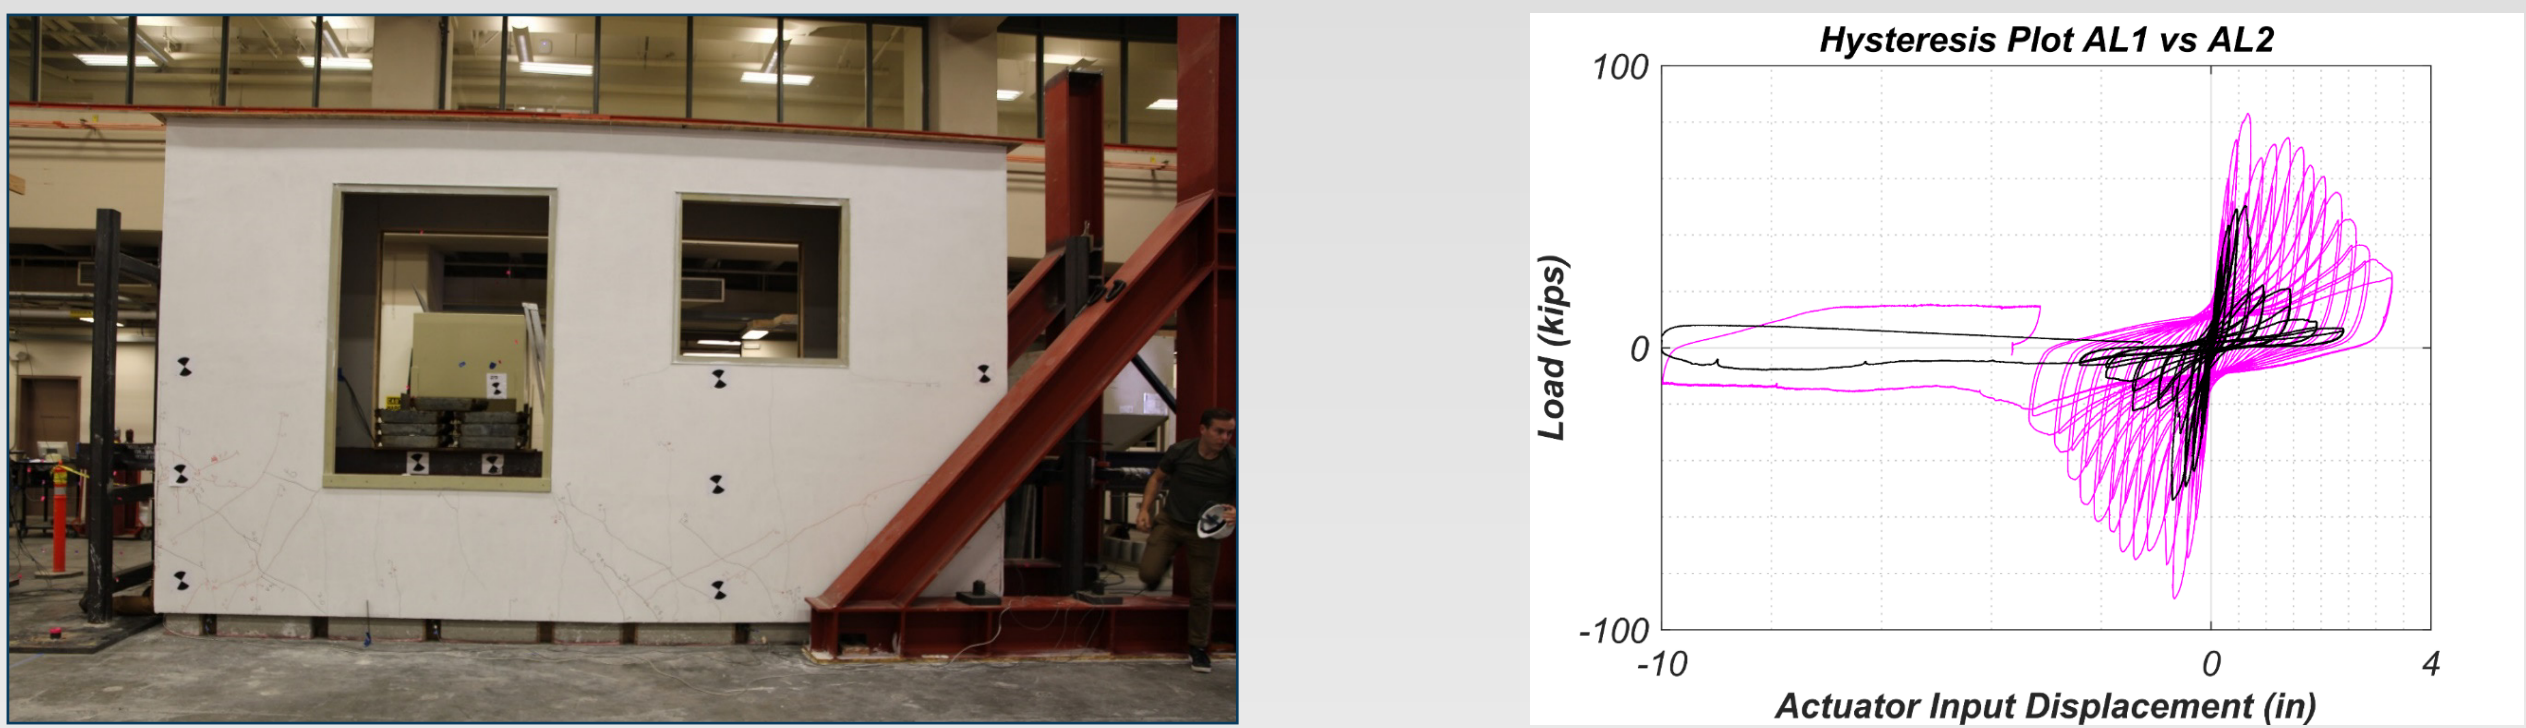 Hysteresis Plot AL1 vs AL2
100
0
-100
Load (kips)
-10
0
4
Actuator Input Displacement (in)